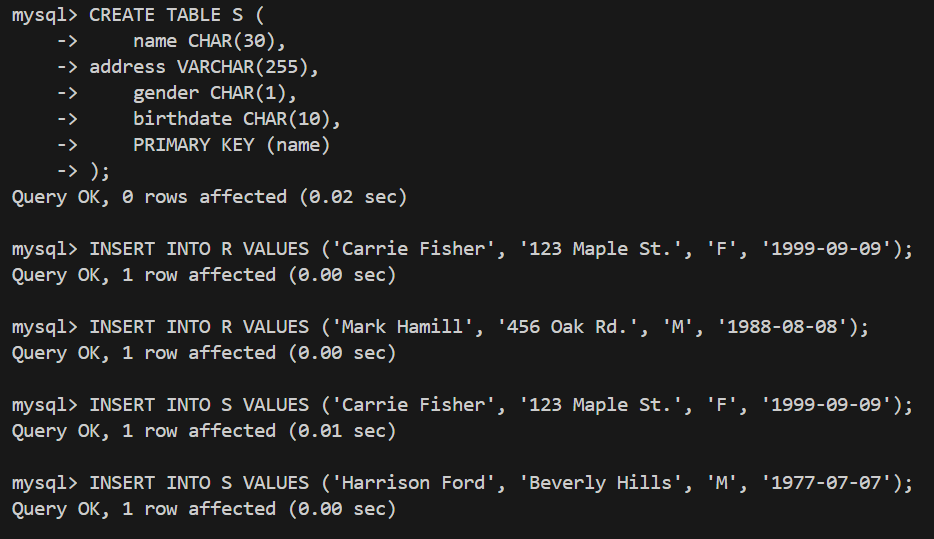 mysql> CREATE TABLE S (
    ->     name CHAR(30),
    -> address VARCHAR(255),
    ->     gender CHAR(1),
    ->     birthdate CHAR(10),
    ->     PRIMARY KEY (name)
    -> );
Query OK, 0 rows affected (0.02 sec)
mysql> INSERT INTO R VALUES ('Carrie Fisher', '123 Maple St.', 'F', '1999-09-09');
Query OK, 1 row affected (0.00 sec)
mysql> INSERT INTO R VALUES ('Mark Hamill', '456 Oak Rd.', 'M', '1988-08-08');
Query OK, 1 row affected (0.00 sec)
mysql> INSERT INTO S VALUES ('Carrie Fisher', '123 Maple St.', 'F', '1999-09-09');
Query OK, 1 row affected (0.01 sec)
mysql> INSERT INTO S VALUES ('Harrison Ford', 'Beverly Hills', 'M', '1977-07-07');
Query OK, 1 row affected (0.00 sec)